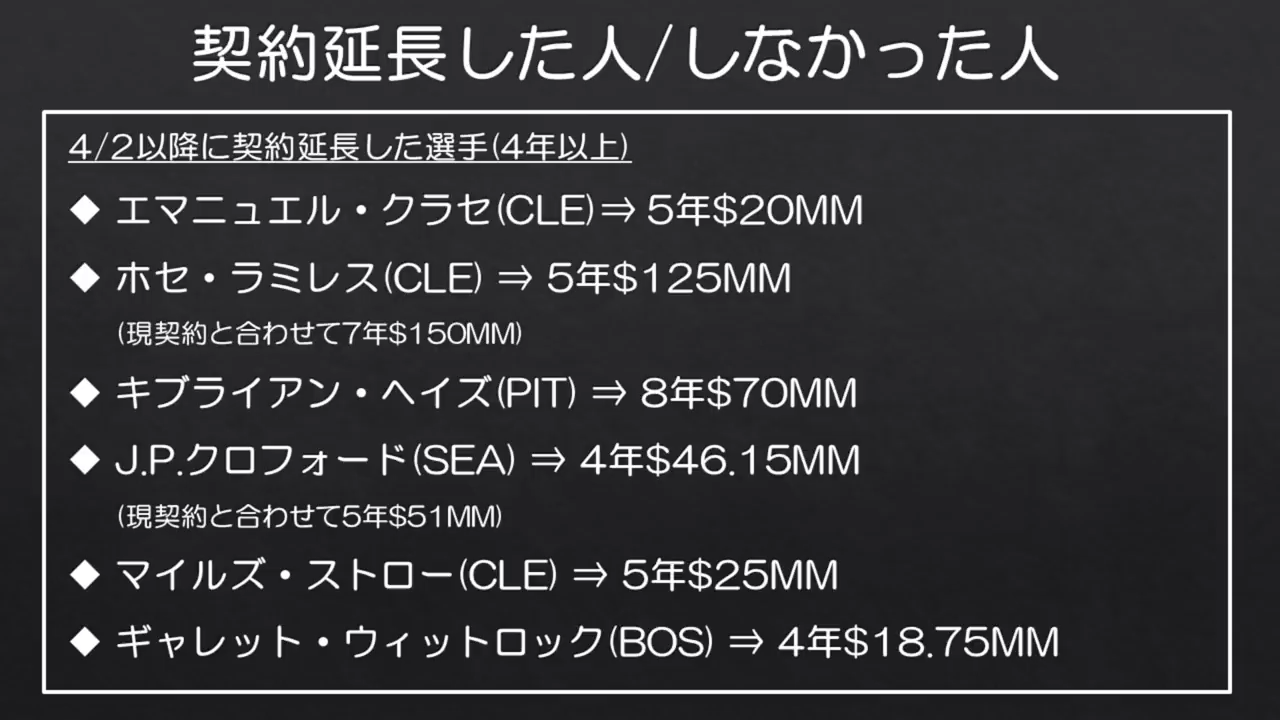 契約延長した人/しなかった人
4/2以降に契約延長した選手(4年以上)
◆ エマニュエル・クラセ(CLE)⇒ 5年$20MM
◆ ホセ・ラミレス(CLE) ⇒ 5年$125MM
(現契約と合わせて7年$150MM)
◆ キブライアン・ヘイズ(PIT) ⇒ 8年$70MM
◆ J.P.クロフォード(SEA) ⇒ 4年$46.15MM
(現契約と合わせて5年$51MM)
◆ マイルズ・ストロー(CLE) ⇒ 5年$25MM
◆ ギャレット・ウィットロック(BOS) ⇒ 4年$18.75MM